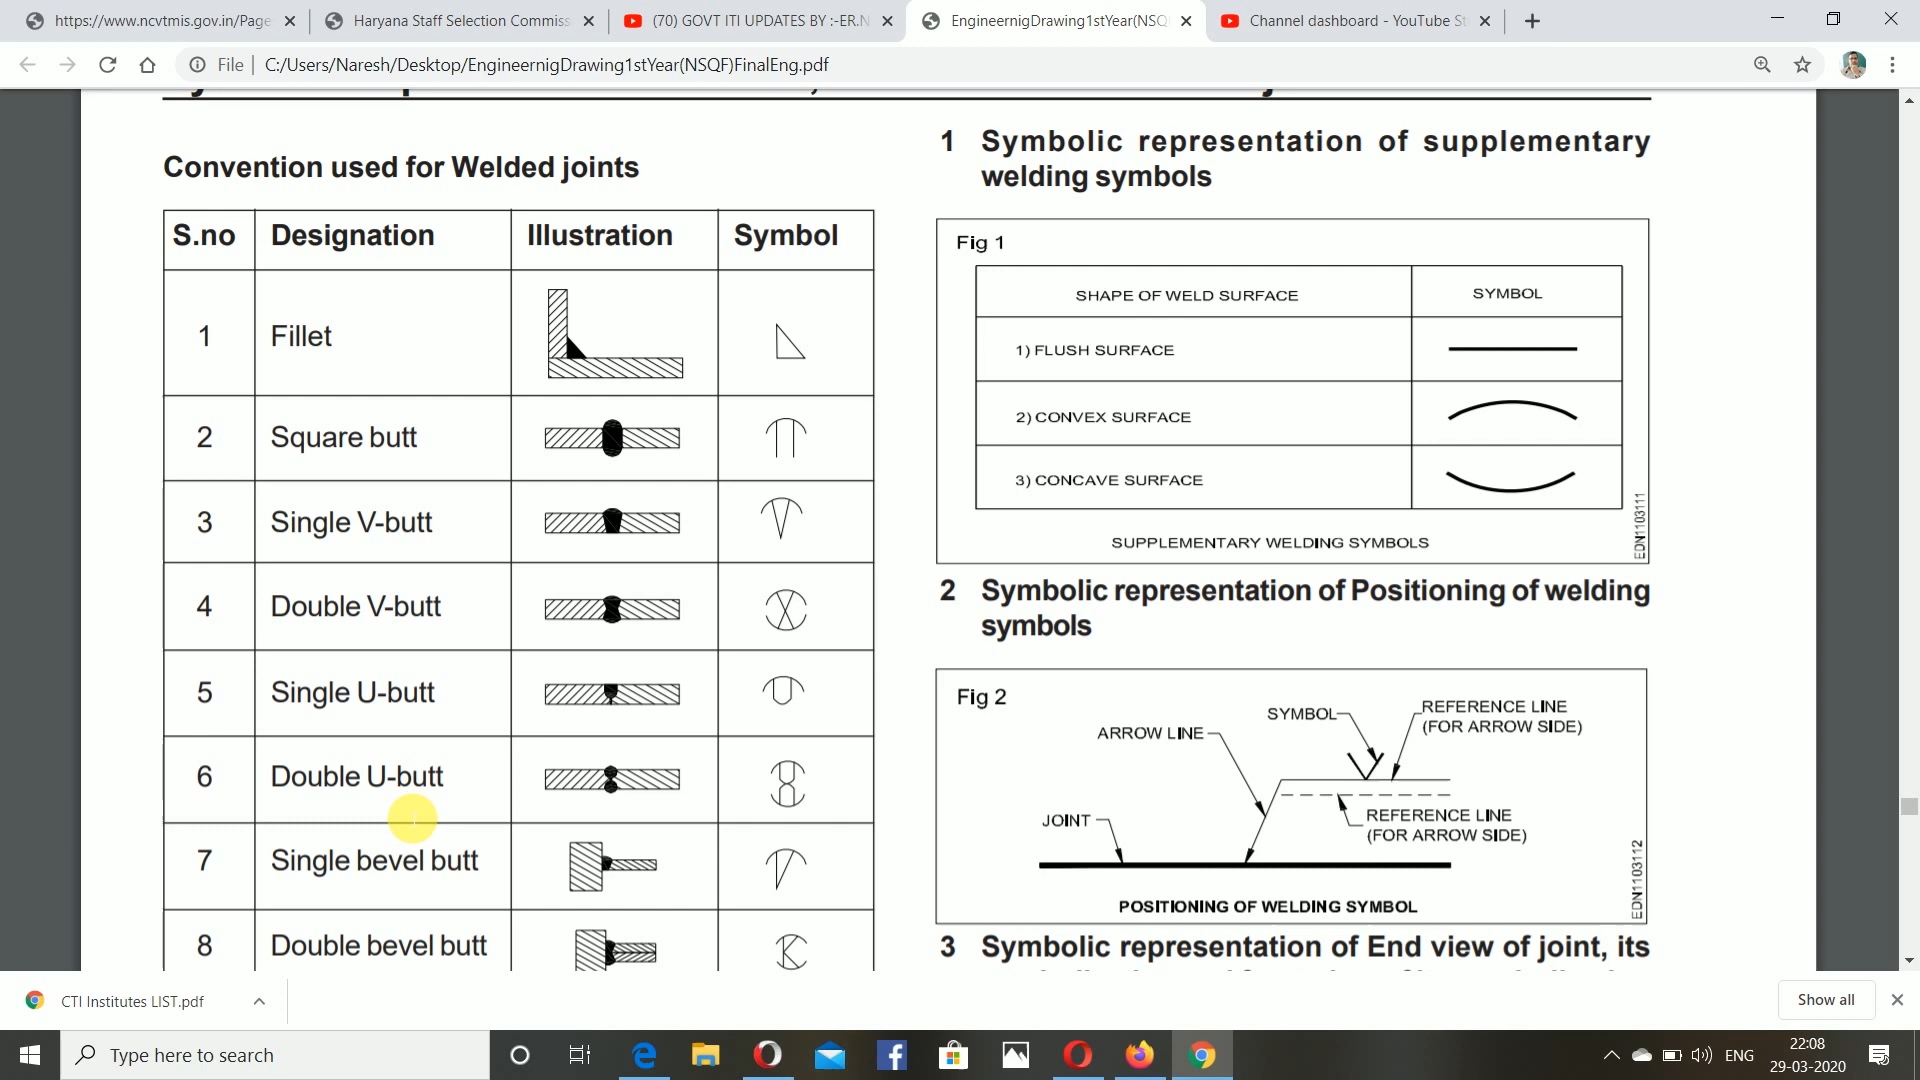 https://www.ncvtmis.gov.in/Page
Haryana Staff Selection Commiss
(70) GOVT ITI UPDATES BY :-ER.N
EngineernigDrawing1stYear(NSQ
Channel dashboard - YouTube St
File
C:/Users/Naresh/Desktop/EngineernigDrawing1stYear(NSQF)FinalEng.pdf
Convention used for Welded joints
S.no Designation Illustration Symbol
1 Fillet
2 Square butt
3 Single V-butt
4 Double V-butt
5 Single U-butt
6 Double U-butt
7 Single bevel butt
8 Double bevel butt
1 Symbolic representation of supplementary
welding symbols
Fig 1
SHAPE OF WELD SURFACE SYMBOL
1) FLUSH SURFACE
2) CONVEX SURFACE
3) CONCAVE SURFACE
SUPPLEMENTARY WELDING SYMBOLS
EDN1103111
2 Symbolic representation of Positioning of welding
symbols
Fig 2
SYMBOL
REFERENCE LINE
(FOR ARROW SIDE)
ARROW LINE
JOINT
REFERENCE LINE
(FOR ARROW SIDE)
POSITIONING OF WELDING SYMBOL
EDN1103112
3 Symbolic representation of End view of joint, its
CTI Institutes LIST.pdf
Show all
Type here to search
ENG
22:08
29-03-2020